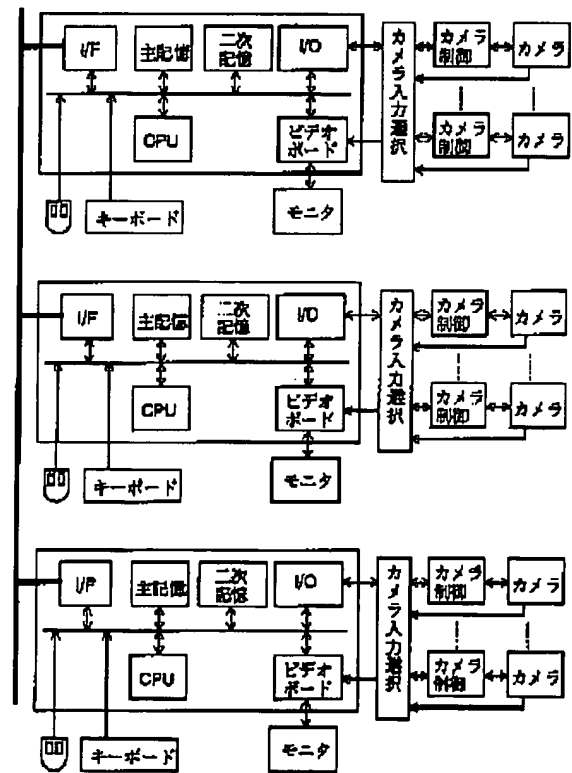 I/F
主記憶
二次
記憶
I/O
カメラ入力選択
カメラ
制御
カメラ
CPU
ビデオ
ボード
カメラ
制御
カメラ
キーボード
モニタ
I/F
主記憶
二次
記憶
I/O
カメラ入力選択
カメラ
制御
カメラ
CPU
ビデオ
ボード
カメラ
制御
カメラ
キーボード
モニタ
I/F
主記憶
二次
記憶
I/O
カメラ入力選択
カメラ
制御
カメラ
CPU
ビデオ
ボード
カメラ
制御
カメラ
キーボード
モニタ